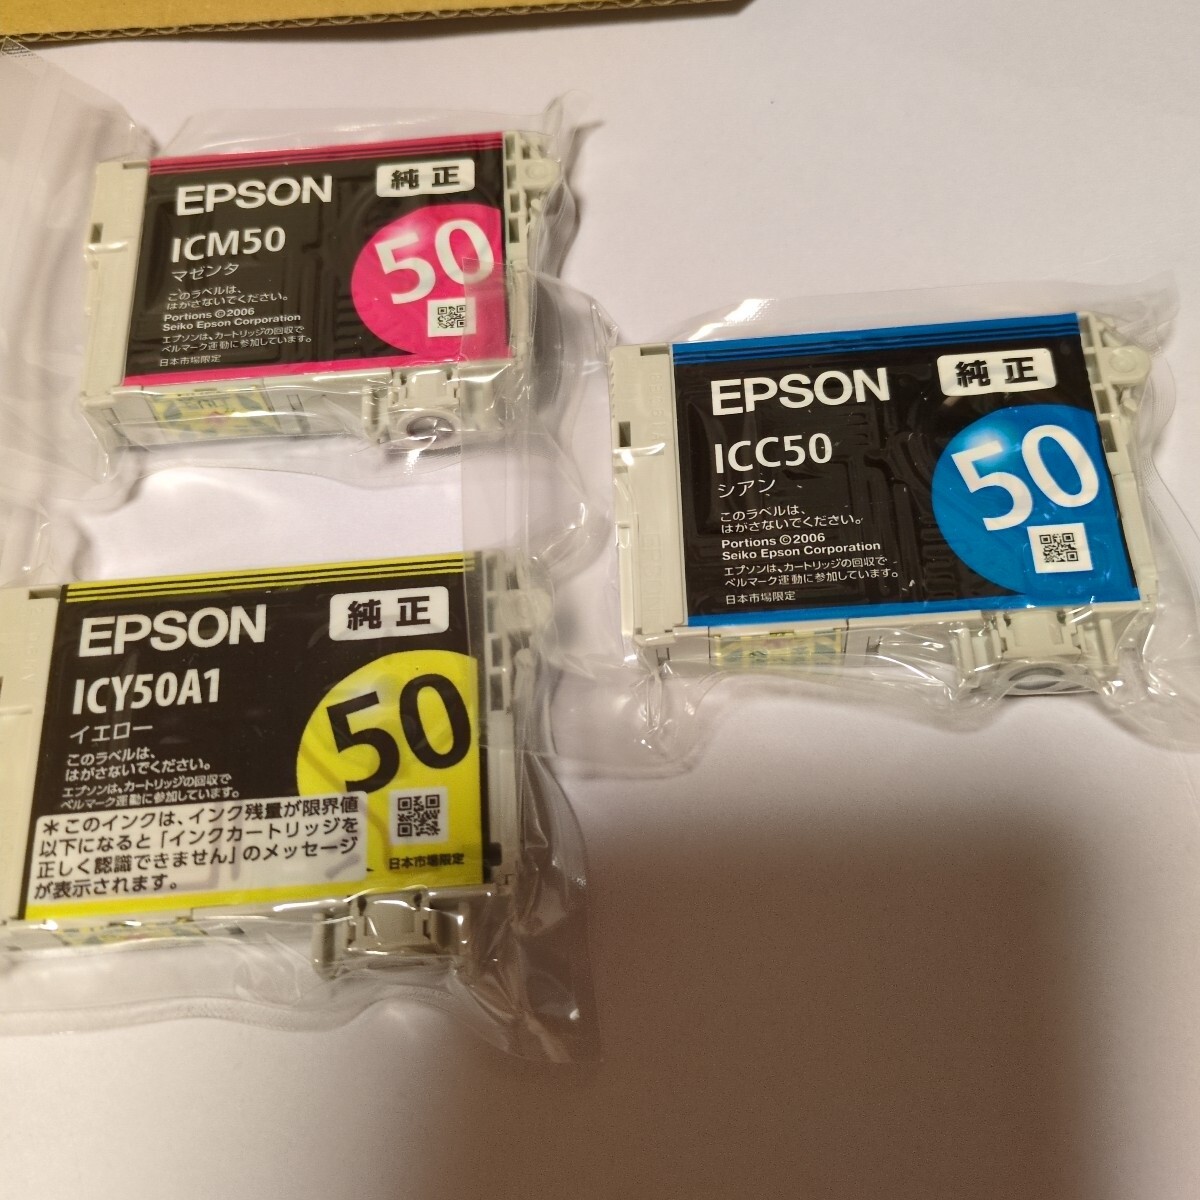 EPSON
純正
ICM50
マゼンタ
50
このラベルは、
はがさないでください。
Portions ©2006
Seiko Epson Corporation
エプソンは、カートリッジの回収で
ベルマーク運動に参加しています。
日本市場限定
EPSON
純正
ICC50
シアン
50
このラベルは、
はがさないでください。
Portions ©2006
Seiko Epson Corporation
エプソンは、カートリッジの回収で
ベルマーク運動に参加しています。
日本市場限定
EPSON
純正
ICY50A1
イエロー
50
このラベルは、
はがさないでください。
エプソンは、カートリッジの回収で
ベルマーク運動に参加しています。
＊このインクは、インク残量が限界値
以下になると「インクカートリッジを
正しく認識できません」のメッセージ
が表示されます。
日本市場限定